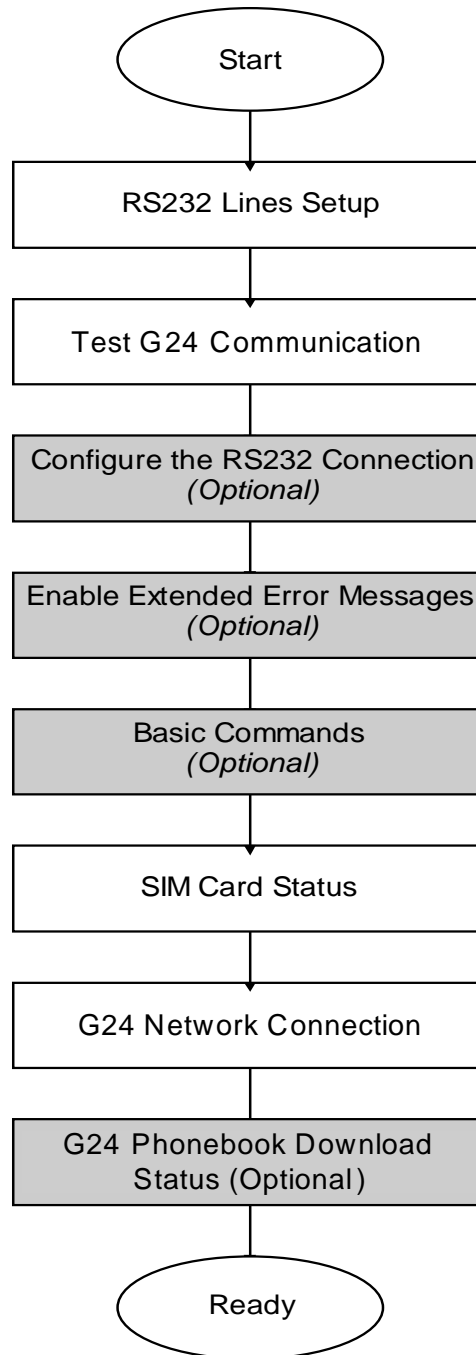 Start
RS232 Lines Setup
Test G24 Communication
Configure the RS232 Connection
(Optional)
Enable Extended Error Messages
(Optional)
Basic Commands
(Optional)
SIM Card Status
G24 Network Connection
G24 Phonebook Download
Status (Optional)
Ready